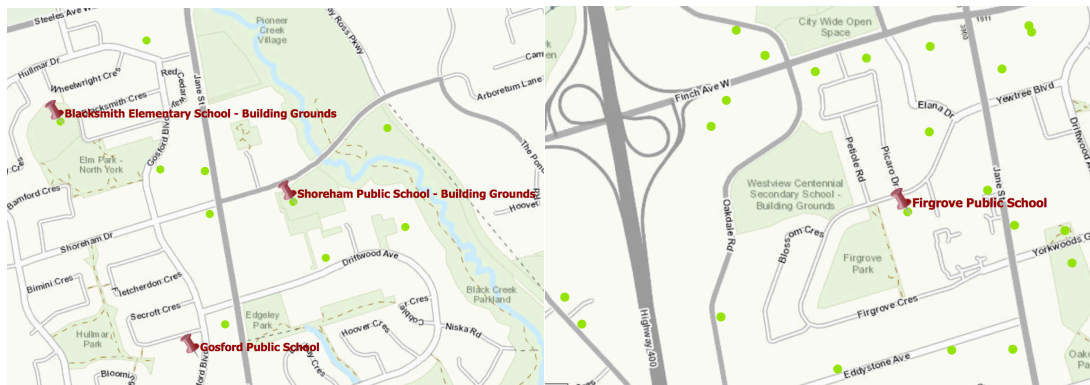 Steeles Ave W
Pioneer
Creek
Village
Hullmar Dr
Wheelwright Cres
Red
Cedar
Way
Jane St
Blacksmith Cres
Blacksmith Elementary School - Building Grounds
Gosford Blvd
Elm Park -
North York
Arboretum Lane
The Pond
Bamford Cres
Shoreham Public School - Building Grounds
Hoover
Shoreham Dr
Driftwood Ave
Bimini Cres
Fletcherdon Cres
Secroft Cres
Black Creek
Parkland
Edgeley
Park
Hullmar
Park
Hoover Cres
Niska Rd
Gosford Public School
City Wide Open
Space
1911
3993
Finch Ave W
Elana Dr
Yewtree Blvd
Driftwood A
Petiole Rd
Picaro Dr
Jane St
Westview Centennial
Secondary School -
Building Grounds
Oakdale Rd
Firgrove Public School
Blossom Cres
Yorkwoods G
Firgrove
Park
Firgrove Cres
Highway 400
Eddystone Ave